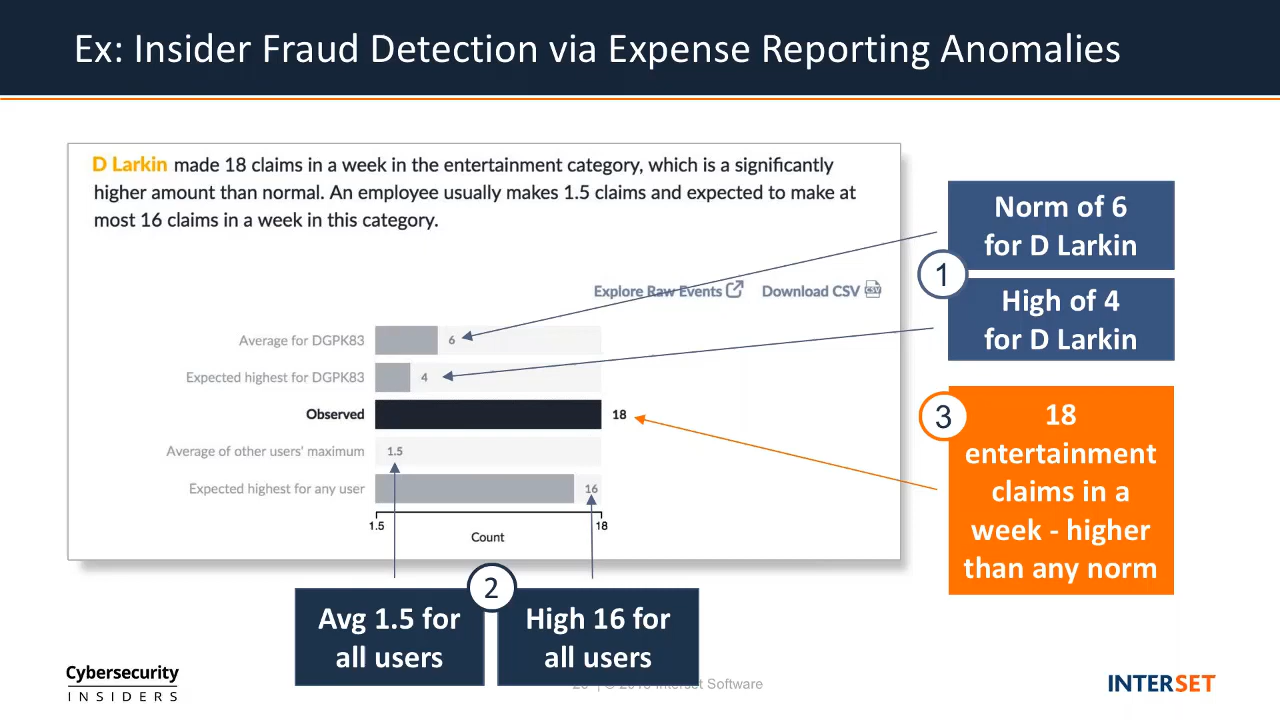 Ex: Insider Fraud Detection via Expense Reporting Anomalies
D Larkin made 18 claims in a week in the entertainment category, which is a significantly
higher amount than normal. An employee usually makes 1.5 claims and expected to make at
most 16 claims in a week in this category.
Explore Raw Events
Download CSV
CSV
Average for DGPK83
6
Expected highest for DGPK83
4
Observed
18
Average of other users' maximum
1.5
Expected highest for any user
16
1.5
18
Count
1
Norm of 6
for D Larkin
High of 4
for D Larkin
3
18
entertainment
claims in a
week - higher
than any norm
2
Avg 1.5 for
all users
High 16 for
all users
Cybersecurity
INSIDERS
| © Interset Software
INTERSET